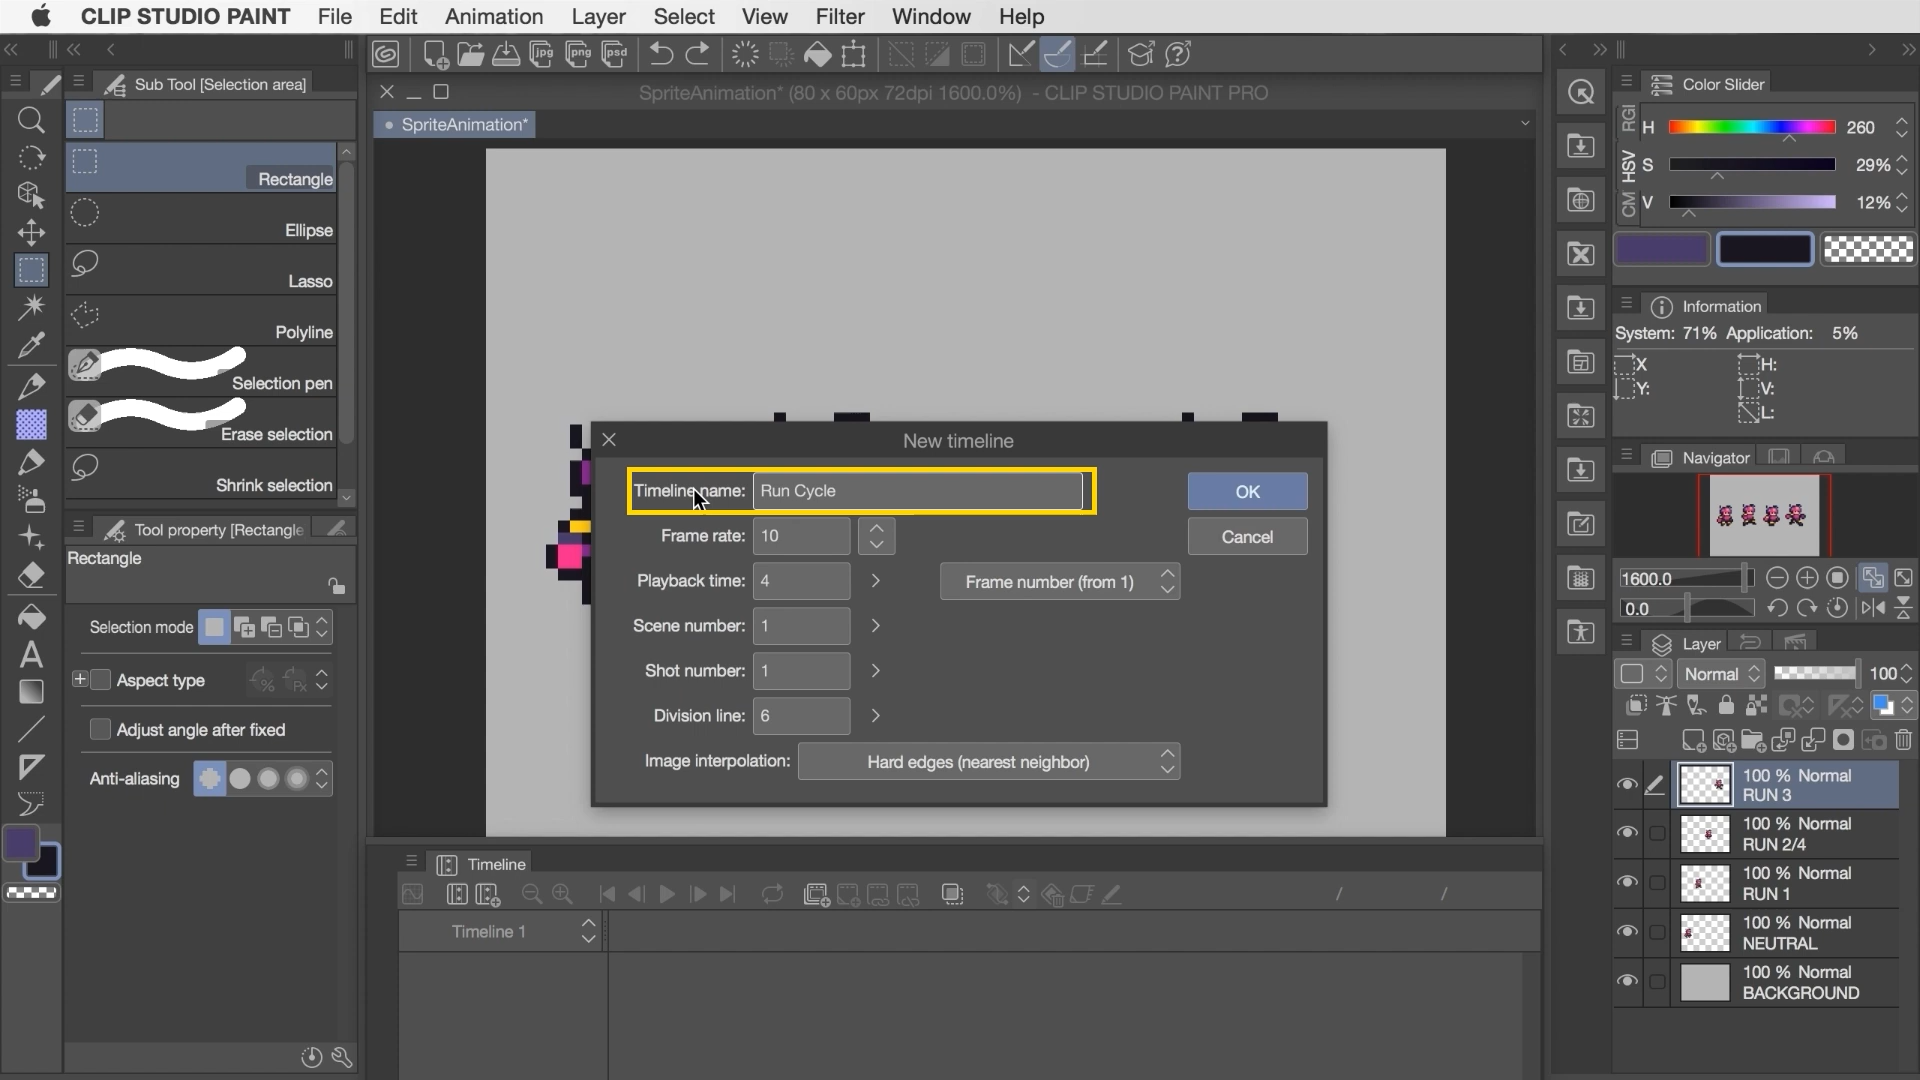 CLIP STUDIO PAINT File Edit Animation Layer Select View Filter Window Help
Sub Tool [Selection area]
Rectangle
Ellipse
Lasso
Polyline
Selection pen
Erase selection
Shrink selection
Tool property [Rectangle
Rectangle
Selection mode
Aspect type
Adjust angle after fixed
Anti-aliasing
jpg png psd
SpriteAnimation* (80 x 60px 72dpi 1600.0%) - CLIP STUDIO PAINT PRO
SpriteAnimation*
New timeline
Timeline name: Run Cycle
OK
Frame rate: 10
Cancel
Playback time: 4
Frame number (from 1)
Scene number: 1
Shot number: 1
Division line: 6
Image interpolation: Hard edges (nearest neighbor)
Timeline
/ /
Timeline 1
Color Slider
HSV
CM
H 260
S 29%
V 12%
Information
System: 71% Application: 5%
X H:
Y: V:
L:
Navigator
1600.0
0.0
Layer
Normal 100
100 % Normal
RUN 3
100 % Normal
RUN 2/4
100 % Normal
RUN 1
100 % Normal
NEUTRAL
100 % Normal
BACKGROUND